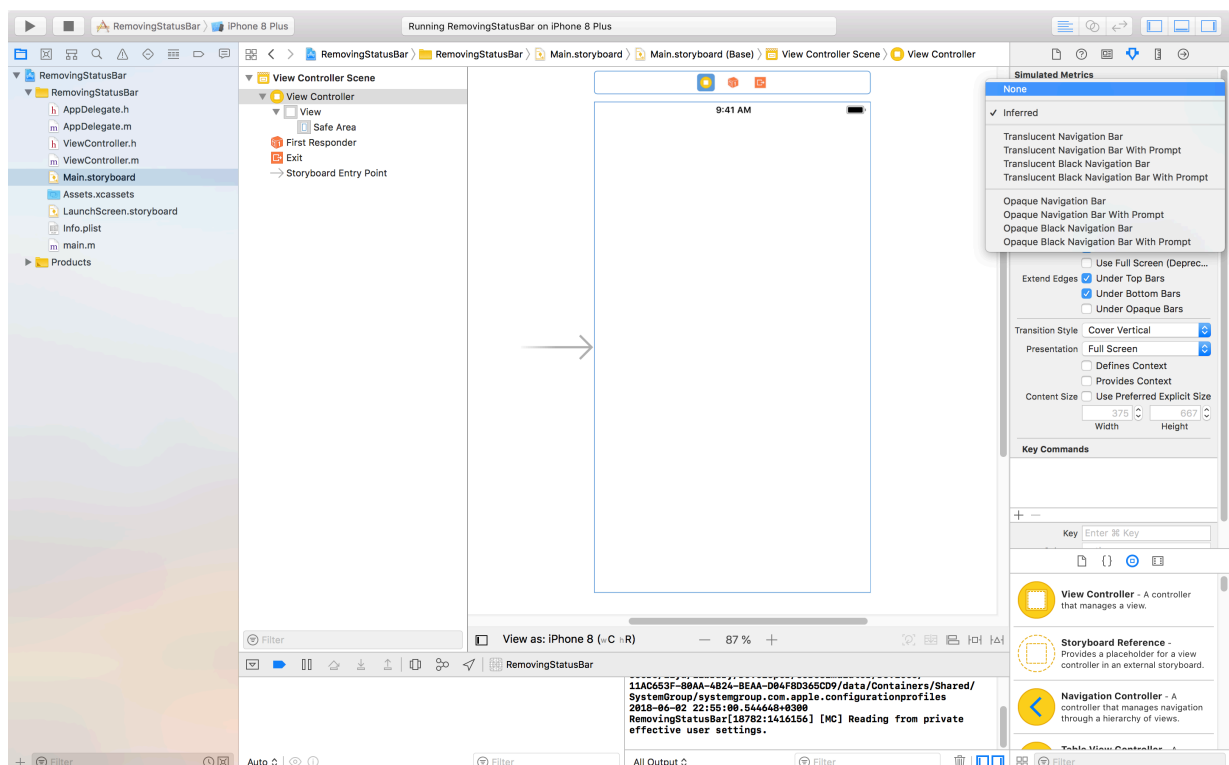 RemovingStatusBar
iPhone 8 Plus
Running RemovingStatusBar on iPhone 8 Plus
RemovingStatusBar
RemovingStatusBar
AppDelegate.h
AppDelegate.m
ViewController.h
ViewController.m
Main.storyboard
Assets.xcassets
LaunchScreen.storyboard
Info.plist
main.m
Products
Filter
RemovingStatusBar
RemovingStatusBar
Main.storyboard
Main.storyboard (Base)
View Controller Scene
View Controller
View Controller Scene
View Controller
View
Safe Area
First Responder
Exit
Storyboard Entry Point
Filter
9:41 AM
View as: iPhone 8 (wC hR)
87 %
RemovingStatusBar
11AC653F-80AA-4B24-BEAA-D04F8D365CD9/data/Containers/Shared/
SystemGroup/systemgroup.com.apple.configurationprofiles
2018-06-02 22:55:00.544648+0300
RemovingStatusBar[18782:1416156] [MC] Reading from private
effective user settings.
Auto
Filter
All Output
Filter
Simulated Metrics
None
Inferred
Translucent Navigation Bar
Translucent Navigation Bar With Prompt
Translucent Black Navigation Bar
Translucent Black Navigation Bar With Prompt
Opaque Navigation Bar
Opaque Navigation Bar With Prompt
Opaque Black Navigation Bar
Opaque Black Navigation Bar With Prompt
Use Full Screen (Deprec...
Extend Edges Under Top Bars
Under Bottom Bars
Under Opaque Bars
Transition Style Cover Vertical
Presentation Full Screen
Defines Context
Provides Context
Content Size Use Preferred Explicit Size
375 667
Width Height
Key Commands
Key Enter ⌘ Key
View Controller - A controller
that manages a view.
Storyboard Reference -
Provides a placeholder for a view
controller in an external storyboard.
Navigation Controller - A
controller that manages navigation
through a hierarchy of views.
Table View Controller - A
Filter